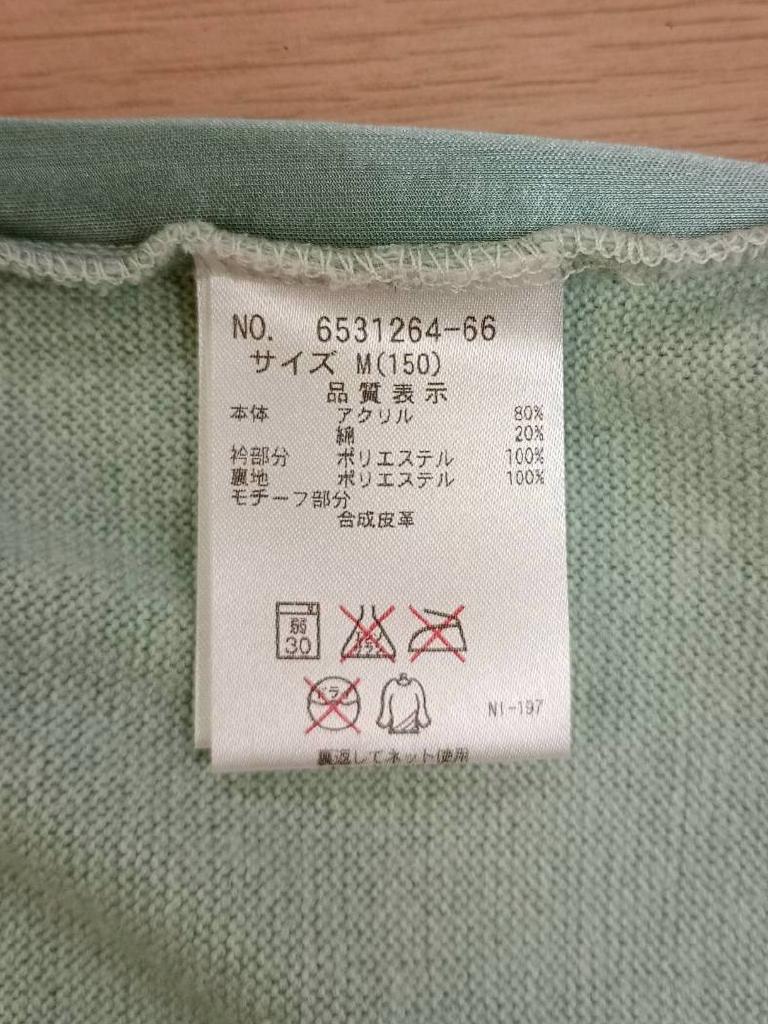 NO. 6531264-66
サイズ M(150)
品質表示
本体 アクリル 80%
綿 20%
衿部分 ポリエステル 100%
裏地 ポリエステル 100%
モチーフ部分
合成皮革
弱
30
ドライ
NI-197
裏返してネット使用